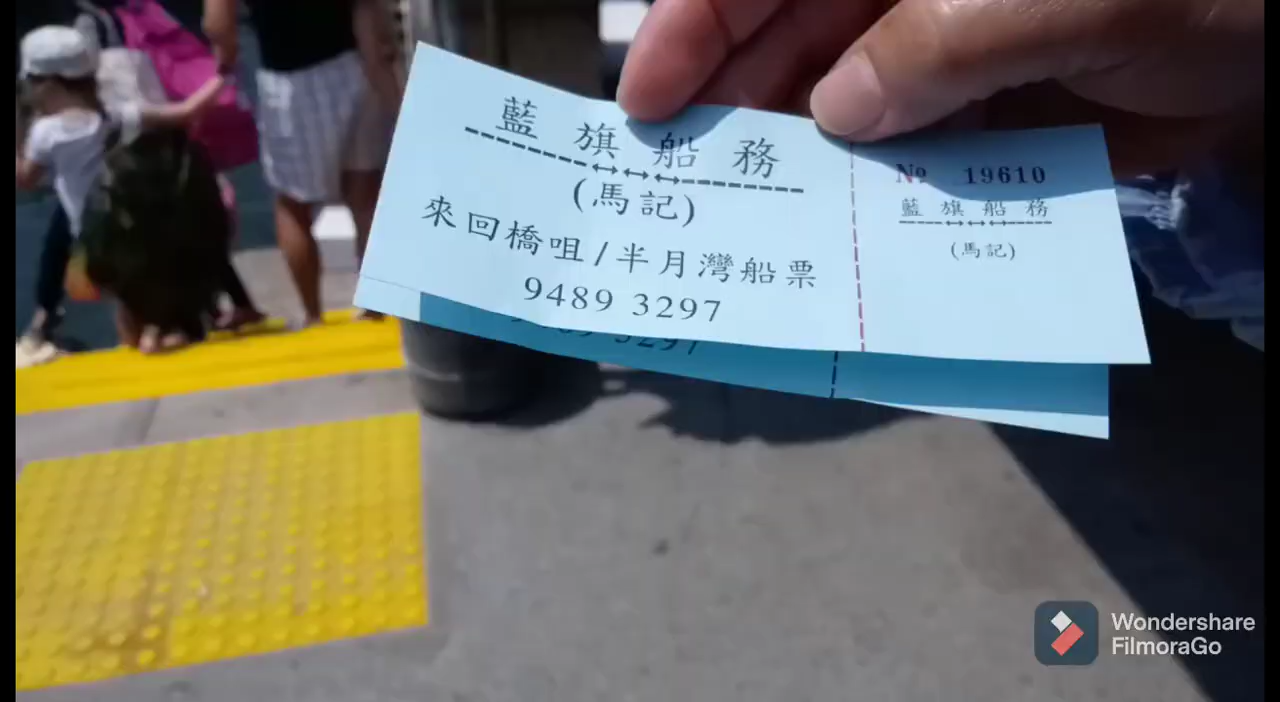 藍旗船務
(馬記)
來回橋咀/半月灣船票
9489 3297
№ 19610
藍旗船務
(馬記)
3297
Wondershare
FilmoraGo